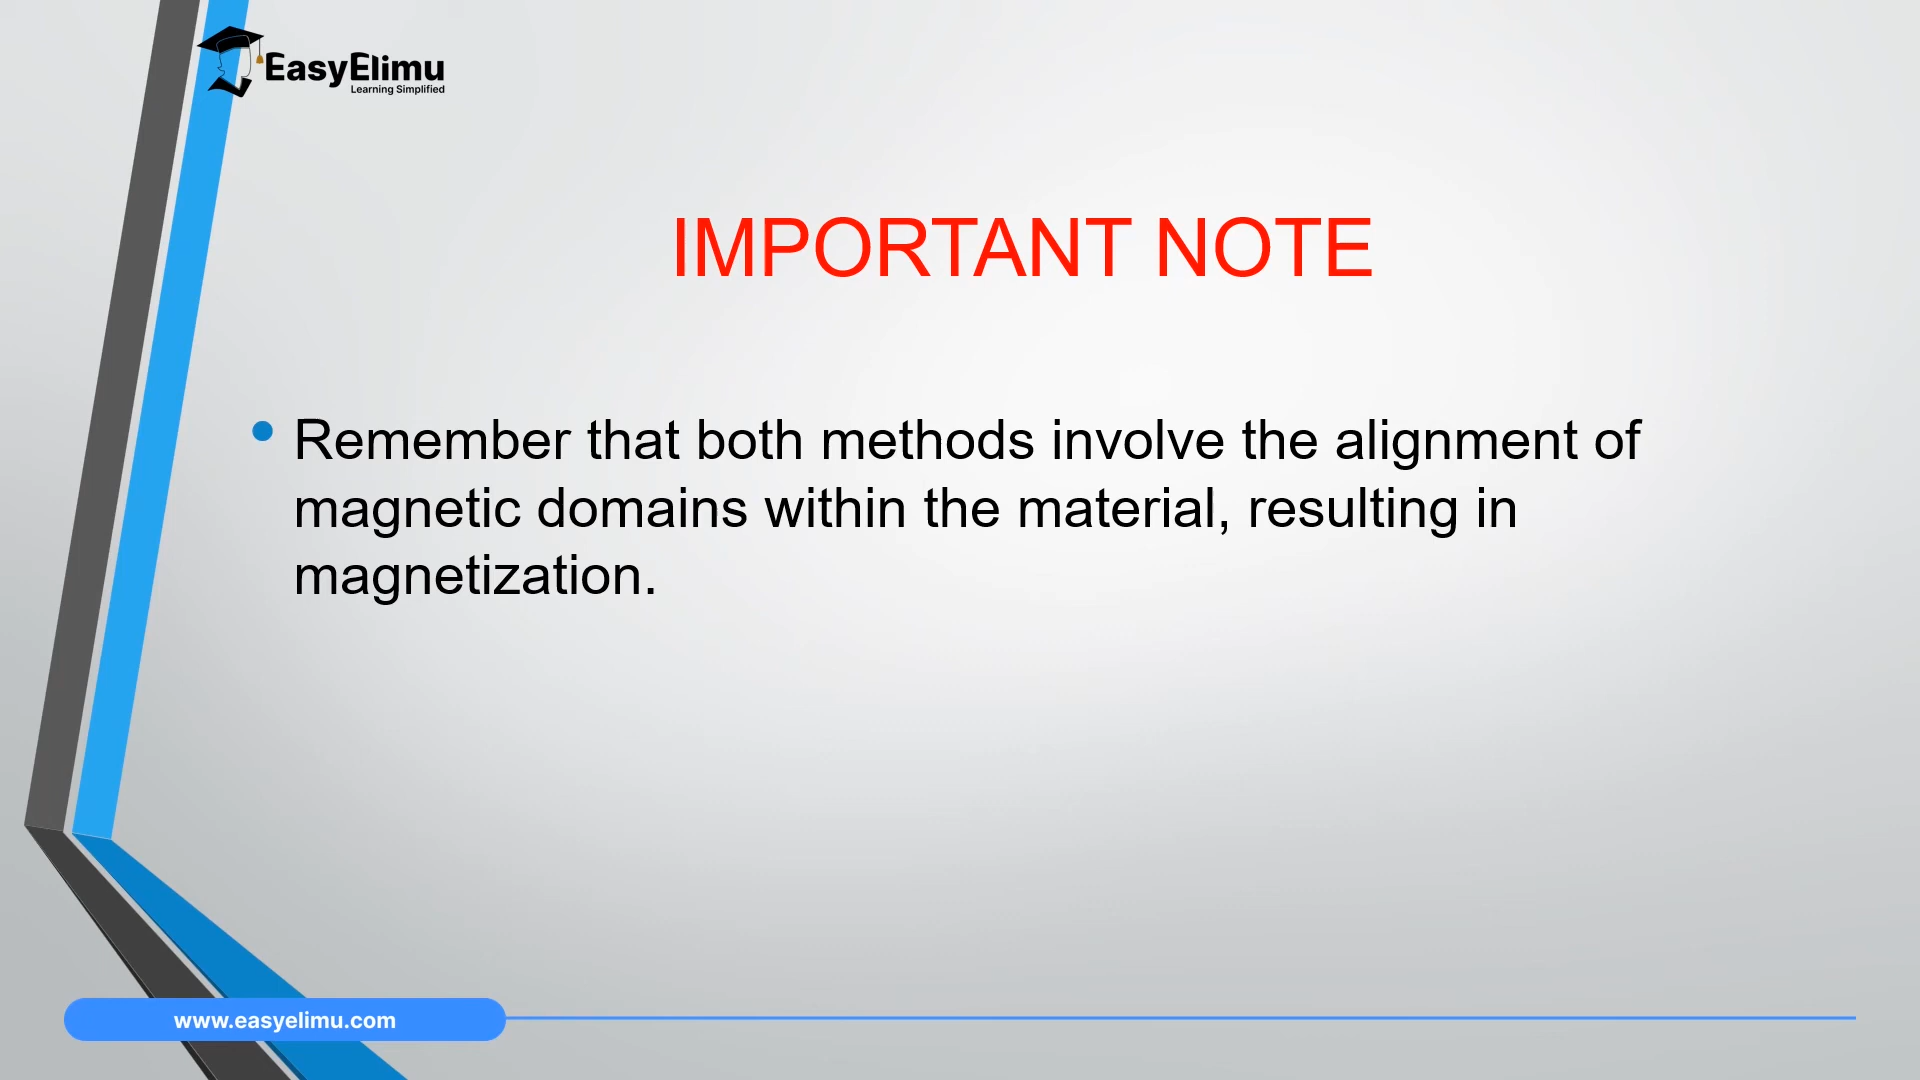 EasyElimu
Learning Simplified
IMPORTANT NOTE
• Remember that both methods involve the alignment of
magnetic domains within the material, resulting in
magnetization.
www.easyelimu.com